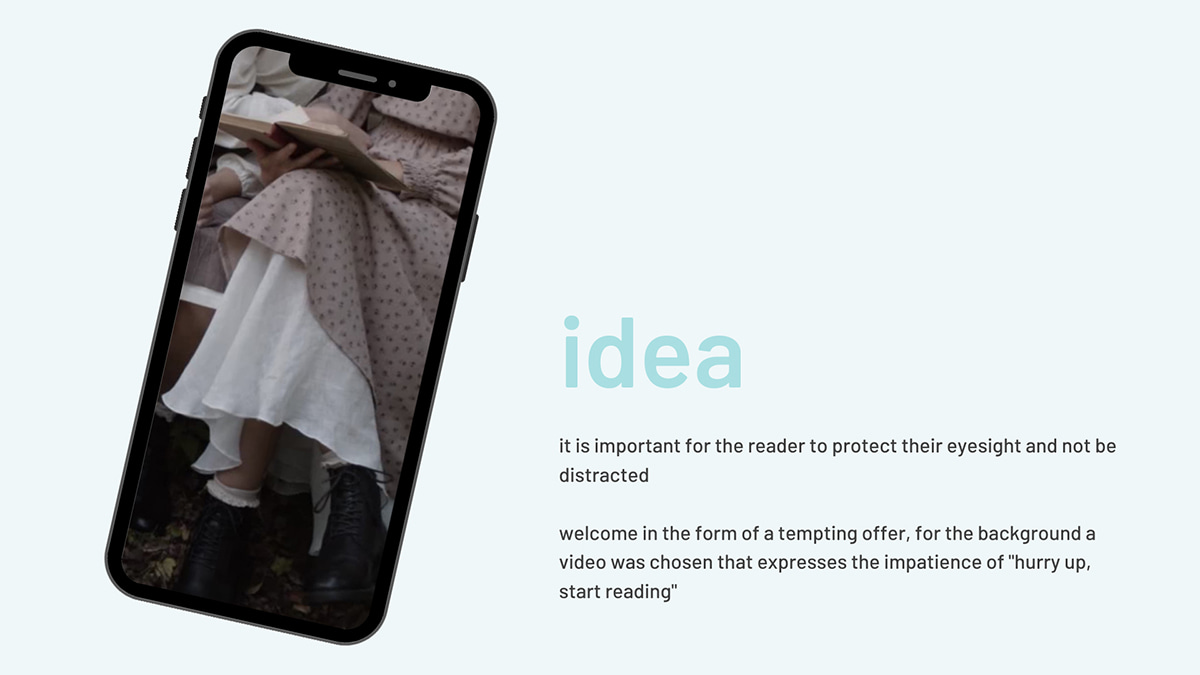 idea
it is important for the reader to protect their eyesight and not be
distracted
welcome in the form of a tempting offer, for the background a
video was chosen that expresses the impatience of "hurry up,
start reading"